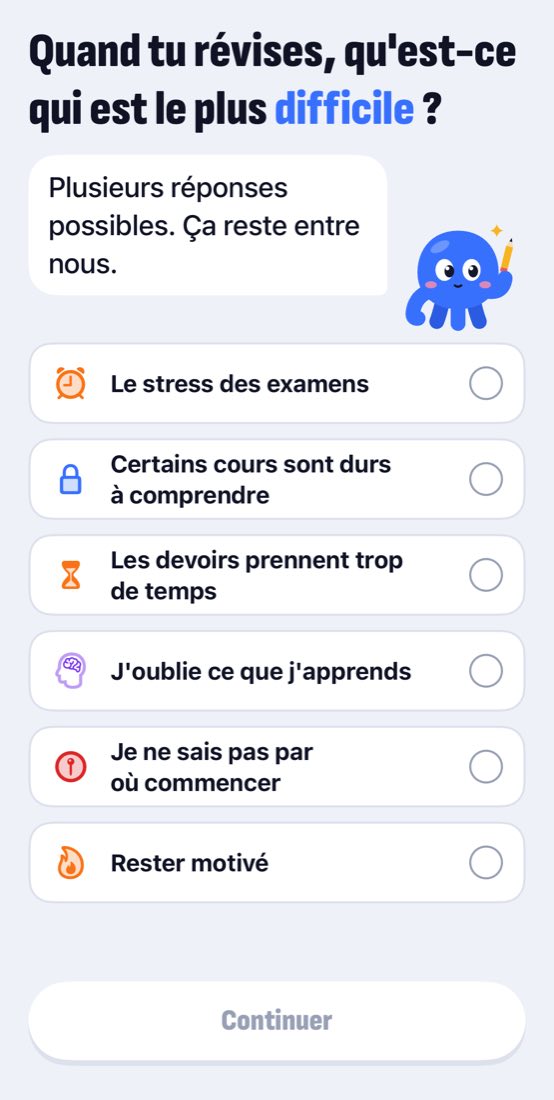 Quand tu révises, qu'est-ce
qui est le plus difficile ?
Plusieurs réponses
possibles. Ça reste entre
nous.
Le stress des examens
Certains cours sont durs
à comprendre
Les devoirs prennent trop
de temps
J'oublie ce que j'apprends
Je ne sais pas par
où commencer
Rester motivé
Continuer